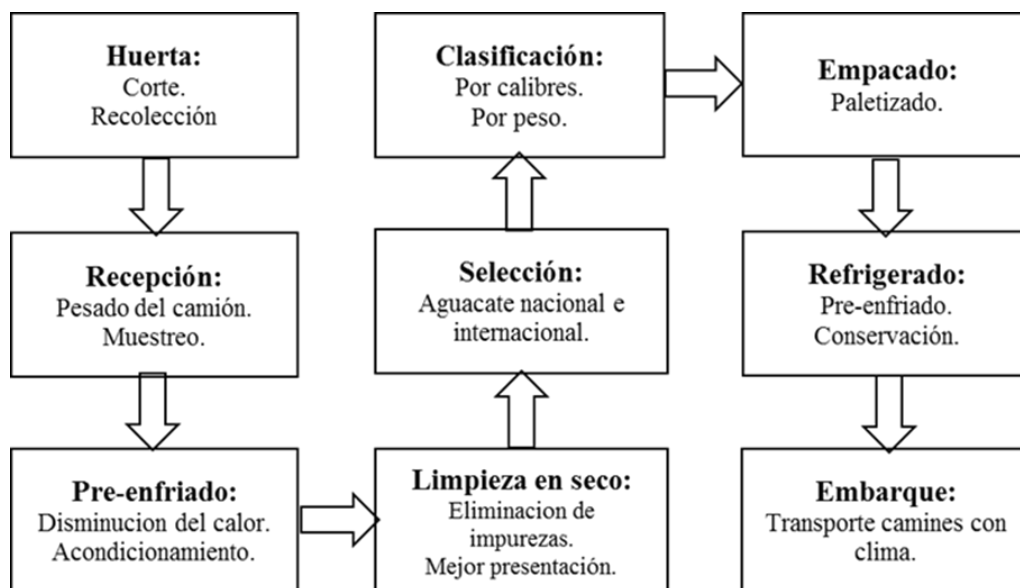 Huerta:
Corte.
Recolección
Recepción:
Pesado del camión.
Muestreo.
Pre-enfriado:
Disminucion del calor.
Acondicionamiento.
Limpieza en seco:
Eliminacion de
impurezas.
Mejor presentación.
Selección:
Aguacate nacional e
internacional.
Clasificación:
Por calibres.
Por peso.
Empacado:
Paletizado.
Refrigerado:
Pre-enfriado.
Conservación.
Embarque:
Transporte camines con
clima.